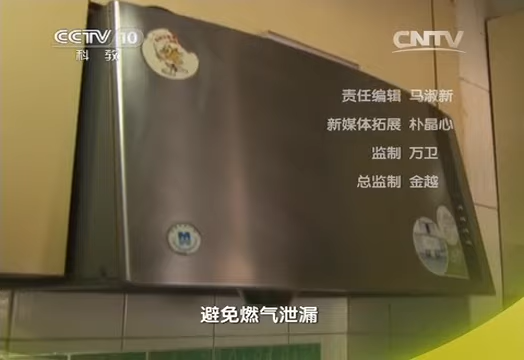 CCTV 10
科教
CNTV
责任编辑 马淑新
新媒体拓展 朴晶心
监制 万卫
总监制 金越
避免燃气泄漏